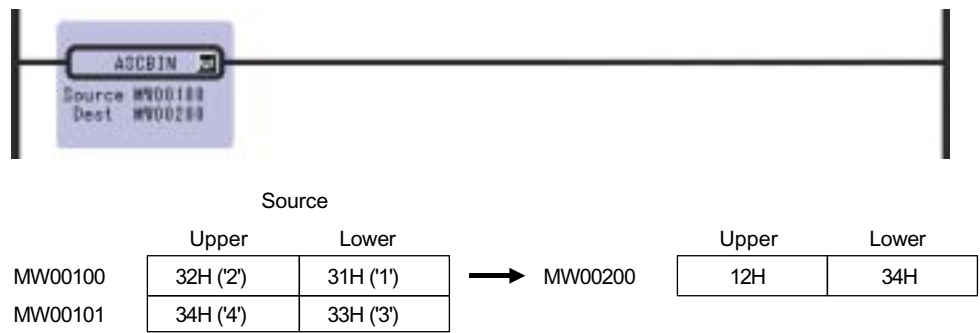 ASCBIN
Source MW00100
Dest MW00200
Source
Upper Lower Upper Lower
MW00100 32H ('2') 31H ('1') MW00200 12H 34H
MW00101 34H ('4') 33H ('3')